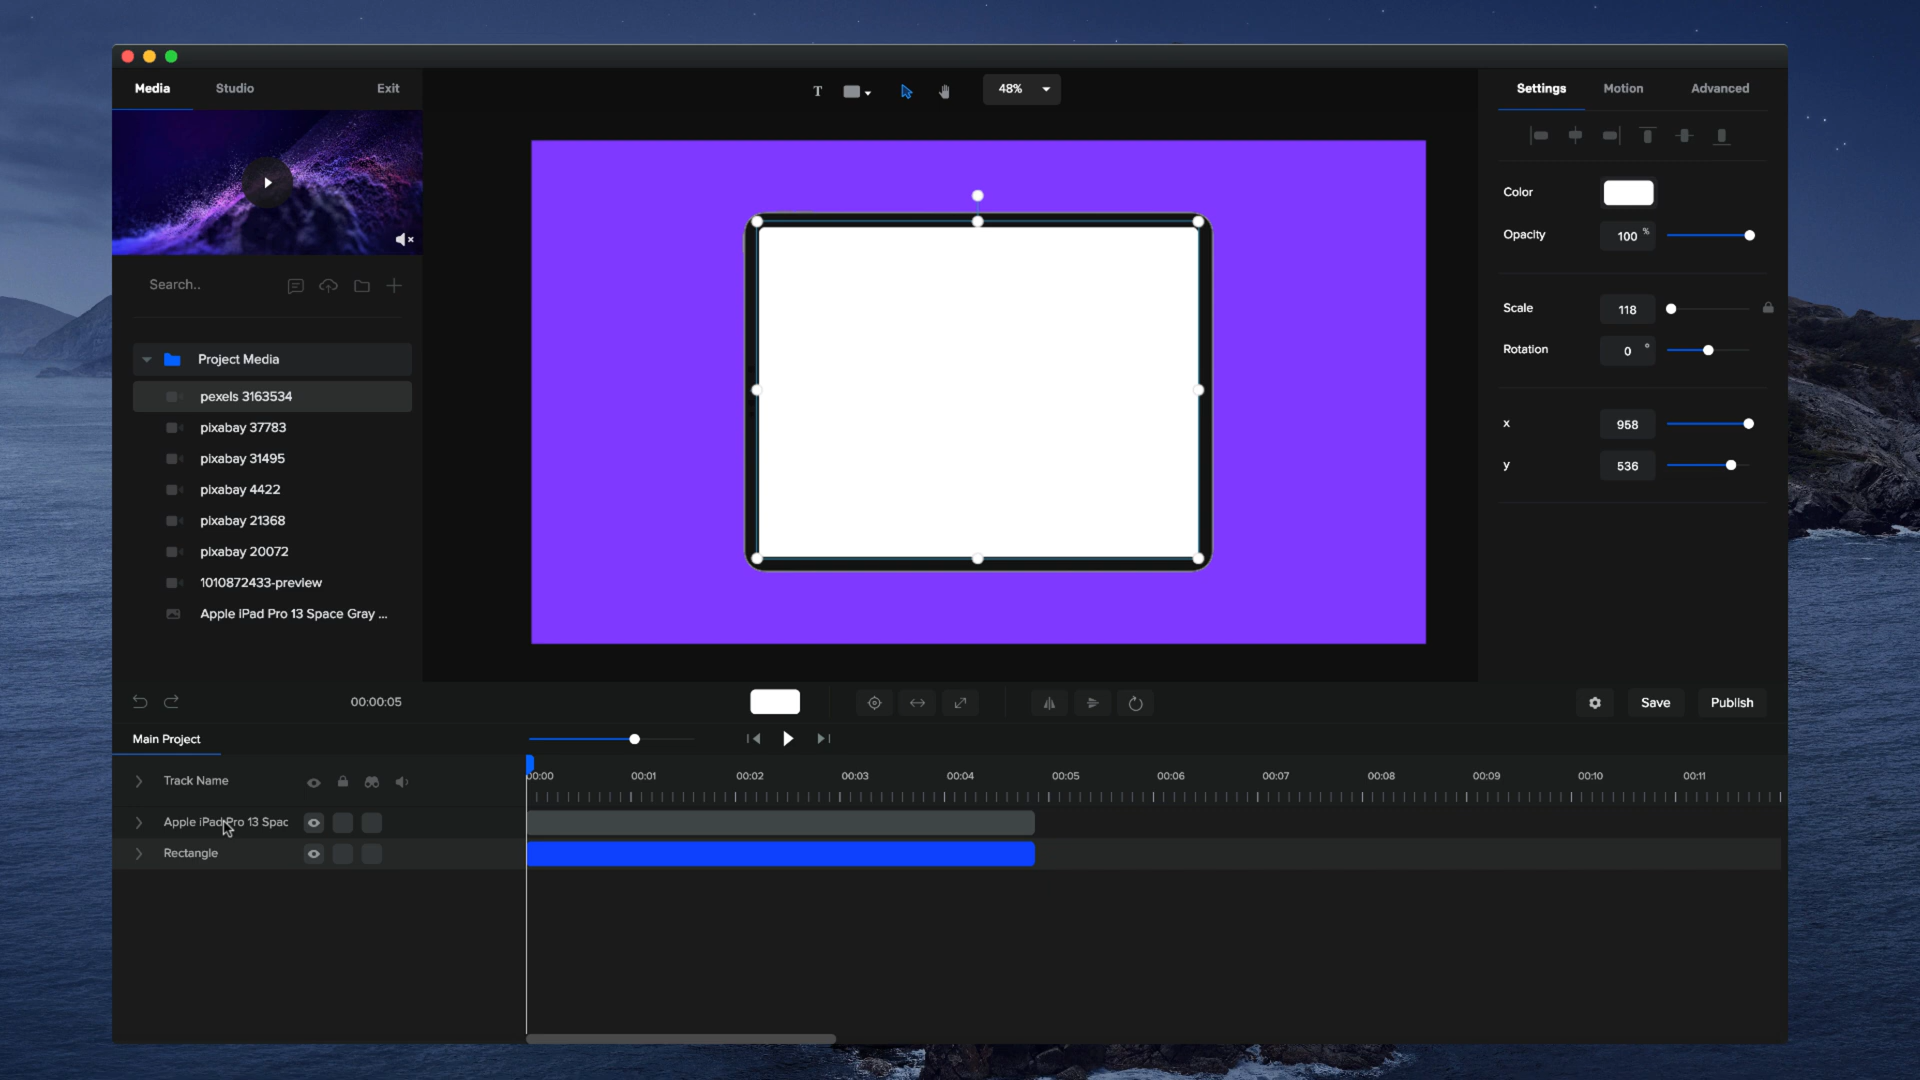 Media Studio Exit
T 48%
Settings Motion Advanced
Color
Opacity 100 %
Scale 118
Rotation 0 °
x 958
y 536
Search..
Project Media
pexels 3163534
pixabay 37783
pixabay 31495
pixabay 4422
pixabay 21368
pixabay 20072
1010872433-preview
Apple iPad Pro 13 Space Gray ...
00:00:05
Save Publish
Main Project
Track Name
00:00 00:01 00:02 00:03 00:04 00:05 00:06 00:07 00:08 00:09 00:10 00:11
Apple iPad Pro 13 Spac
Rectangle